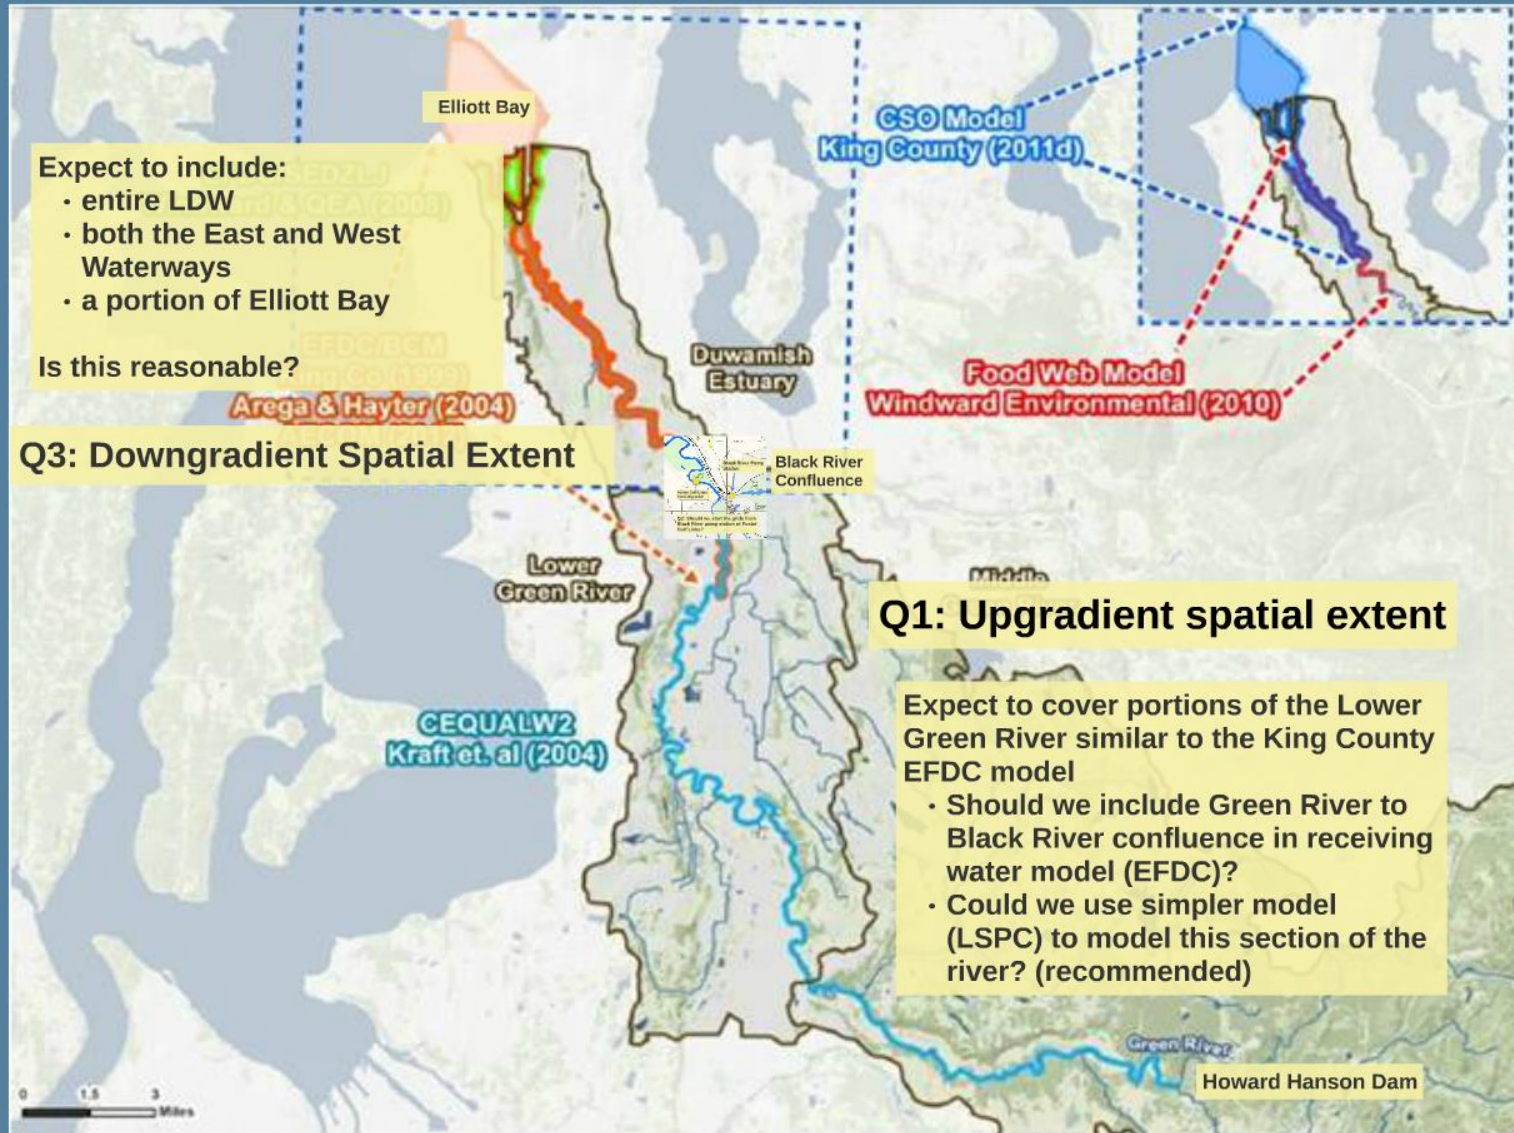 Elliott Bay
Expect to include:
• entire LDW
• both the East and West
Waterways
• a portion of Elliott Bay
Is this reasonable?
Arega & Hayter (2004)
Q3: Downgradient Spatial Extent
CSO Model
King County (2011d)
Food Web Model
Windward Environmental (2010)
Duwamish
Estuary
Black River
Confluence
Lower
Green River
CEQUALW2
Kraft et. al (2004)
Q1: Upgradient spatial extent
Expect to cover portions of the Lower
Green River similar to the King County
EFDC model
• Should we include Green River to
Black River confluence in receiving
water model (EFDC)?
• Could we use simpler model
(LSPC) to model this section of the
river? (recommended)
Green River
Howard Hanson Dam
0 1.5 3
Miles